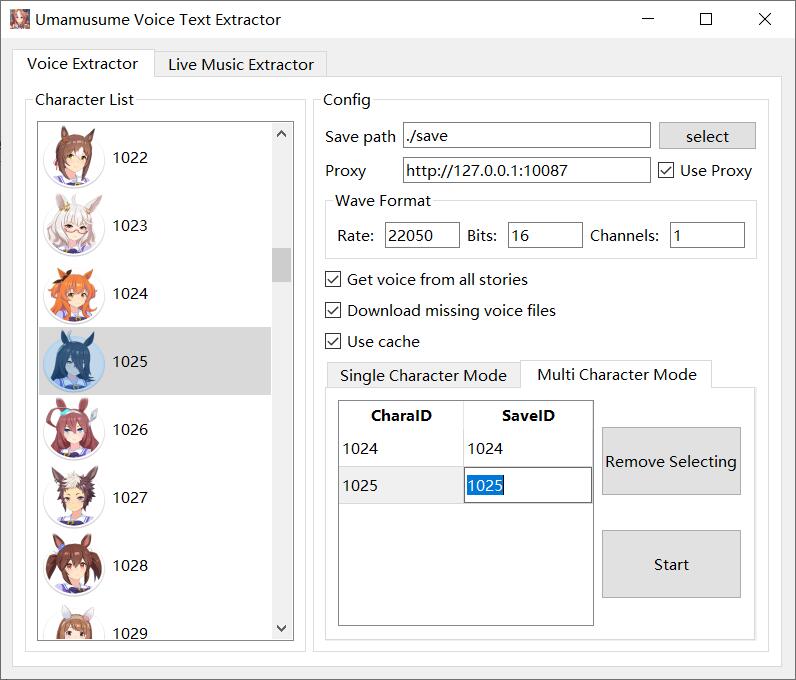 Umamusume Voice Text Extractor
Voice Extractor
Live Music Extractor
Character List
1022
1023
1024
1025
1026
1027
1028
1029
Config
Save path ./save select
Proxy http://127.0.0.1:10087 Use Proxy
Wave Format
Rate: 22050 Bits: 16 Channels: 1
Get voice from all stories
Download missing voice files
Use cache
Single Character Mode
Multi Character Mode
CharaID SaveID
1024 1024
1025 1025
Remove Selecting
Start